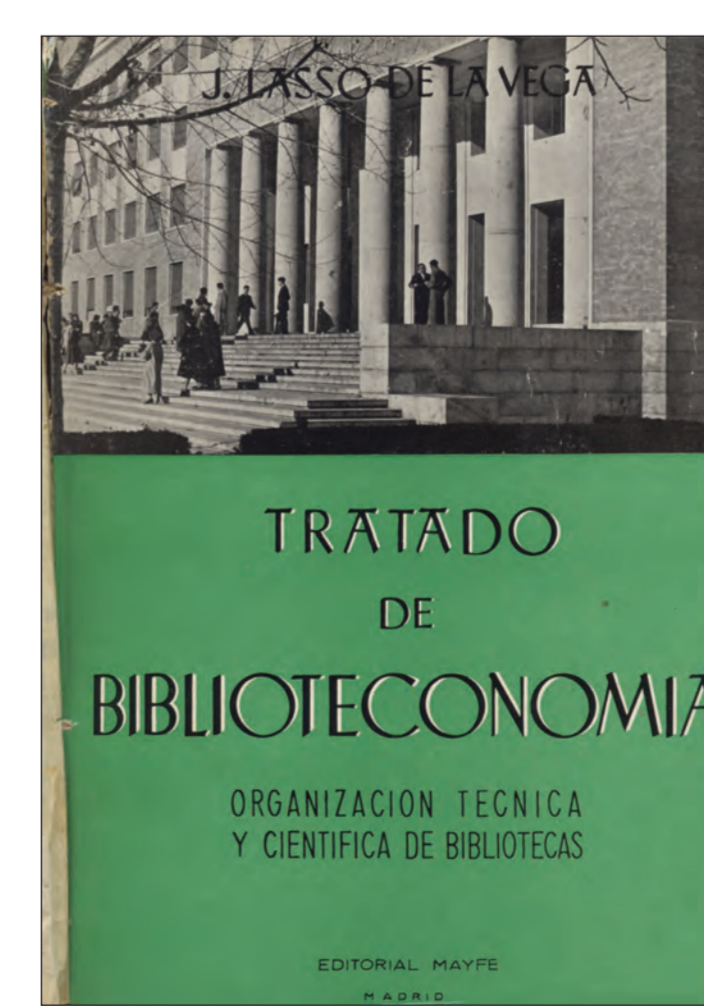 J. LASSO DE LA VEGA
TRATADO
DE
BIBLIOTECONOMIA
ORGANIZACION TECNICA
Y CIENTIFICA DE BIBLIOTECAS
EDITORIAL MAYFE
MADRID